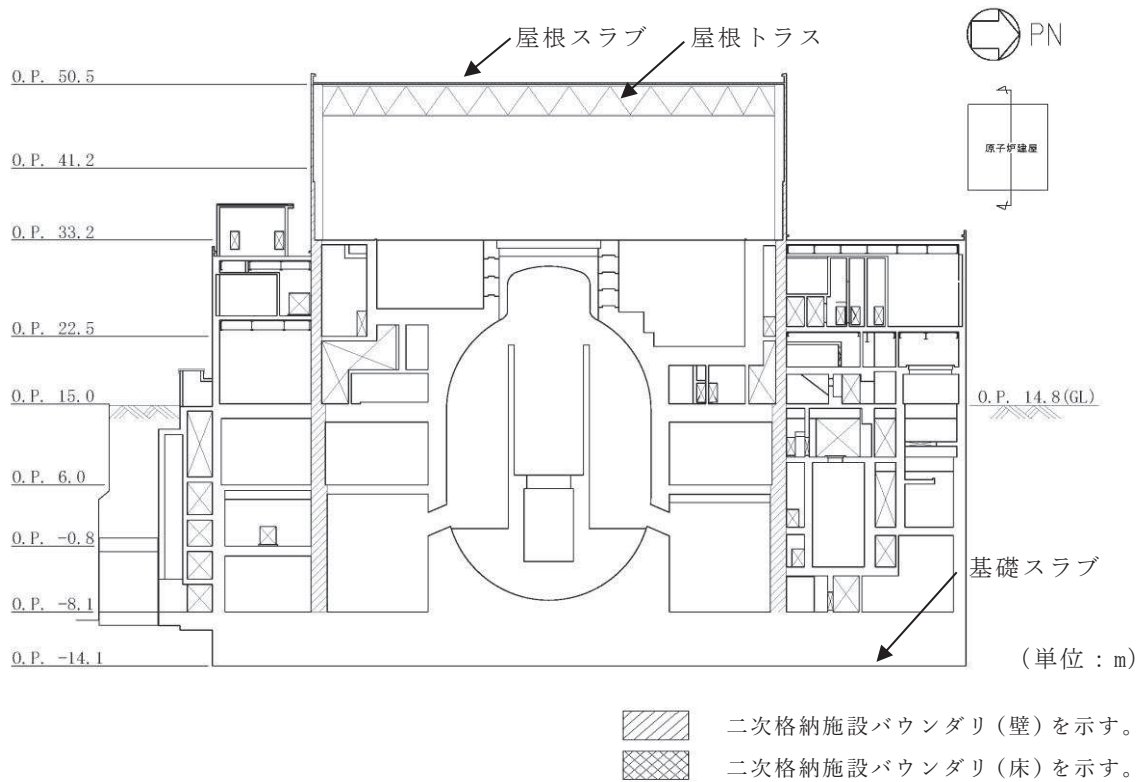 屋根スラブ
屋根トラス
PN
O.P. 50.5
O.P. 41.2
原子炉建屋
O.P. 33.2
O.P. 22.5
O.P. 15.0
O.P. 14.8(GL)
O.P. 6.0
O.P. -0.8
基礎スラブ
O.P. -8.1
O.P. -14.1
(単位：m)
二次格納施設バウンダリ(壁)を示す。
二次格納施設バウンダリ(床)を示す。